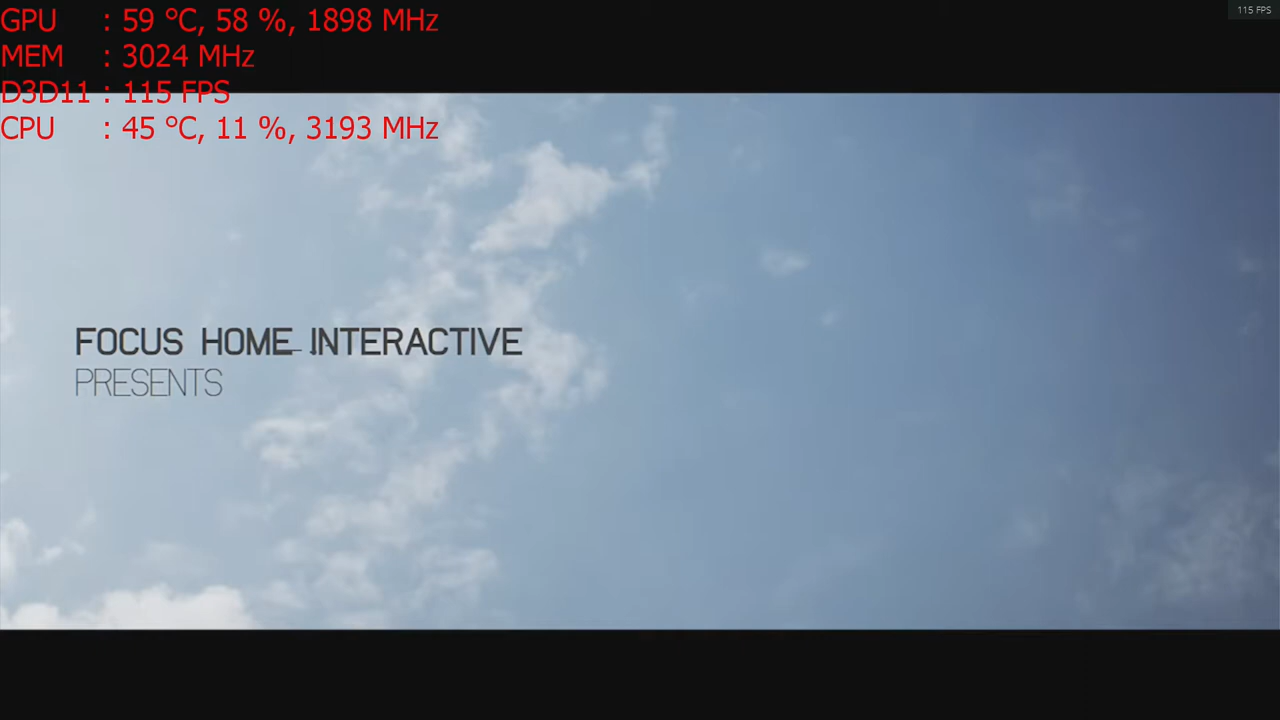 GPU : 59 °C, 58 %, 1898 MHz
115 FPS
MEM : 3024 MHz
D3D11 : 115 FPS
CPU : 45 °C, 11 %, 3193 MHz
FOCUS HOME INTERACTIVE
PRESENTS